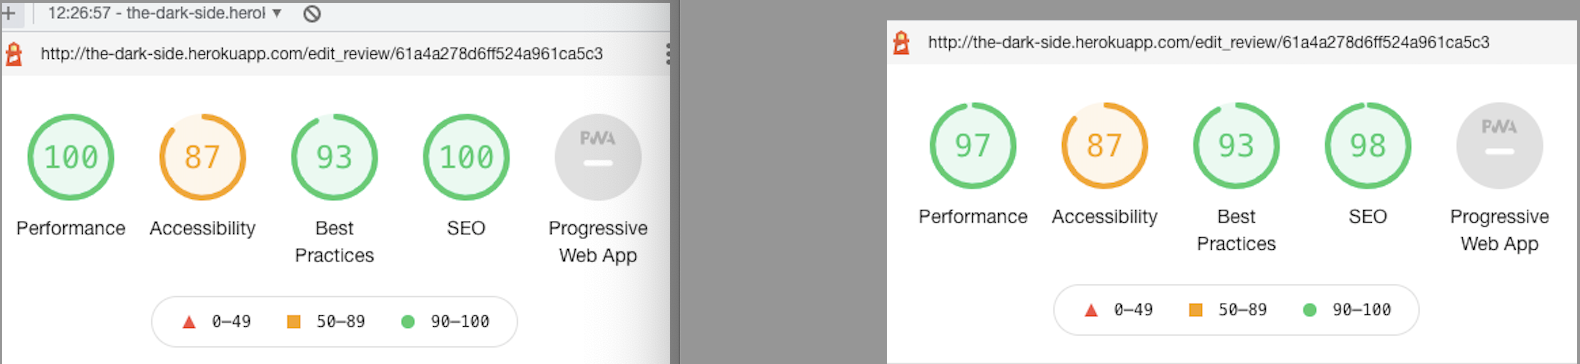 12:26:57 - the-dark-side.herol
http://the-dark-side.herokuapp.com/edit_review/61a4a278d6ff524a961ca5c3
100
87
93
100
PWA
Performance
Accessibility
Best
Practices
SEO
Progressive
Web App
0–49
50–89
90–100
http://the-dark-side.herokuapp.com/edit_review/61a4a278d6ff524a961ca5c3
97
87
93
98
PWA
Performance
Accessibility
Best
Practices
SEO
Progressive
Web App
0–49
50–89
90–100